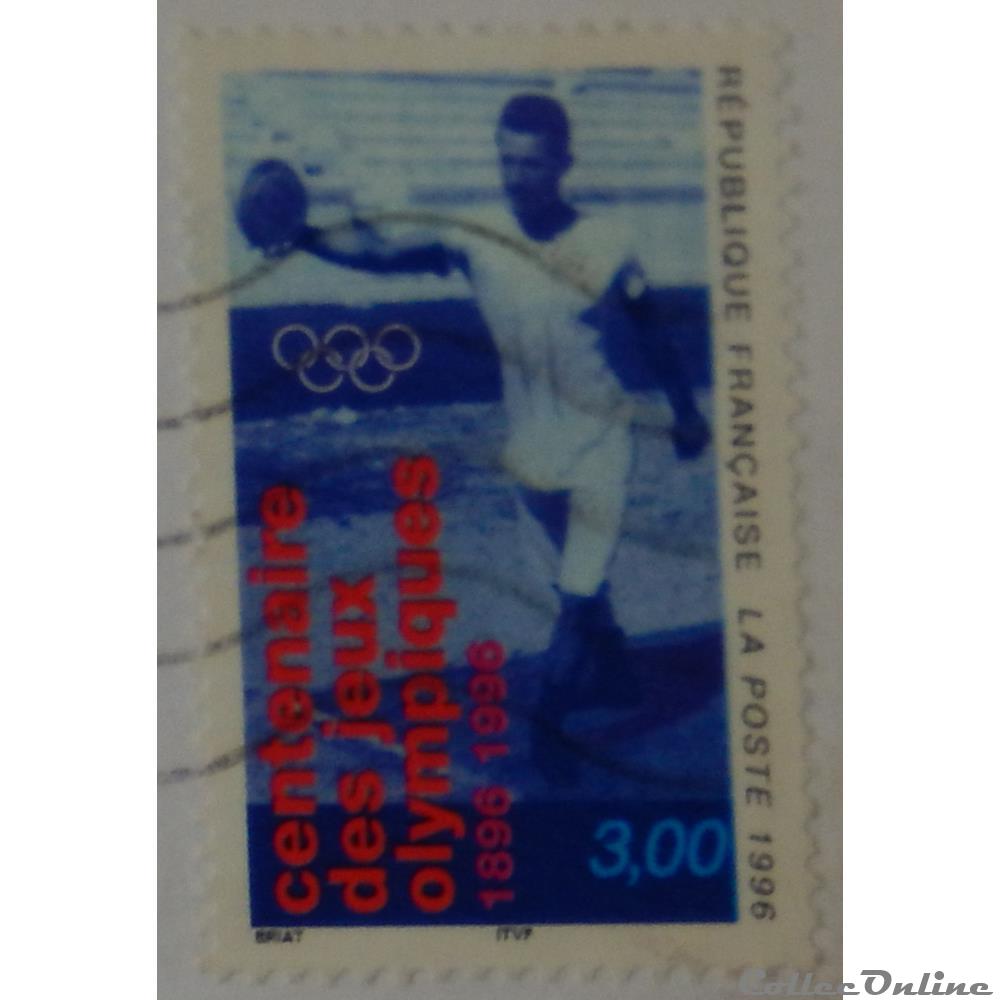 RÉPUBLIQUE FRANÇAISE LA POSTE 1996
centenaire
des jeux
olympiques
1896 1996
3,00
BRIAT
ITVF
CollecOnline